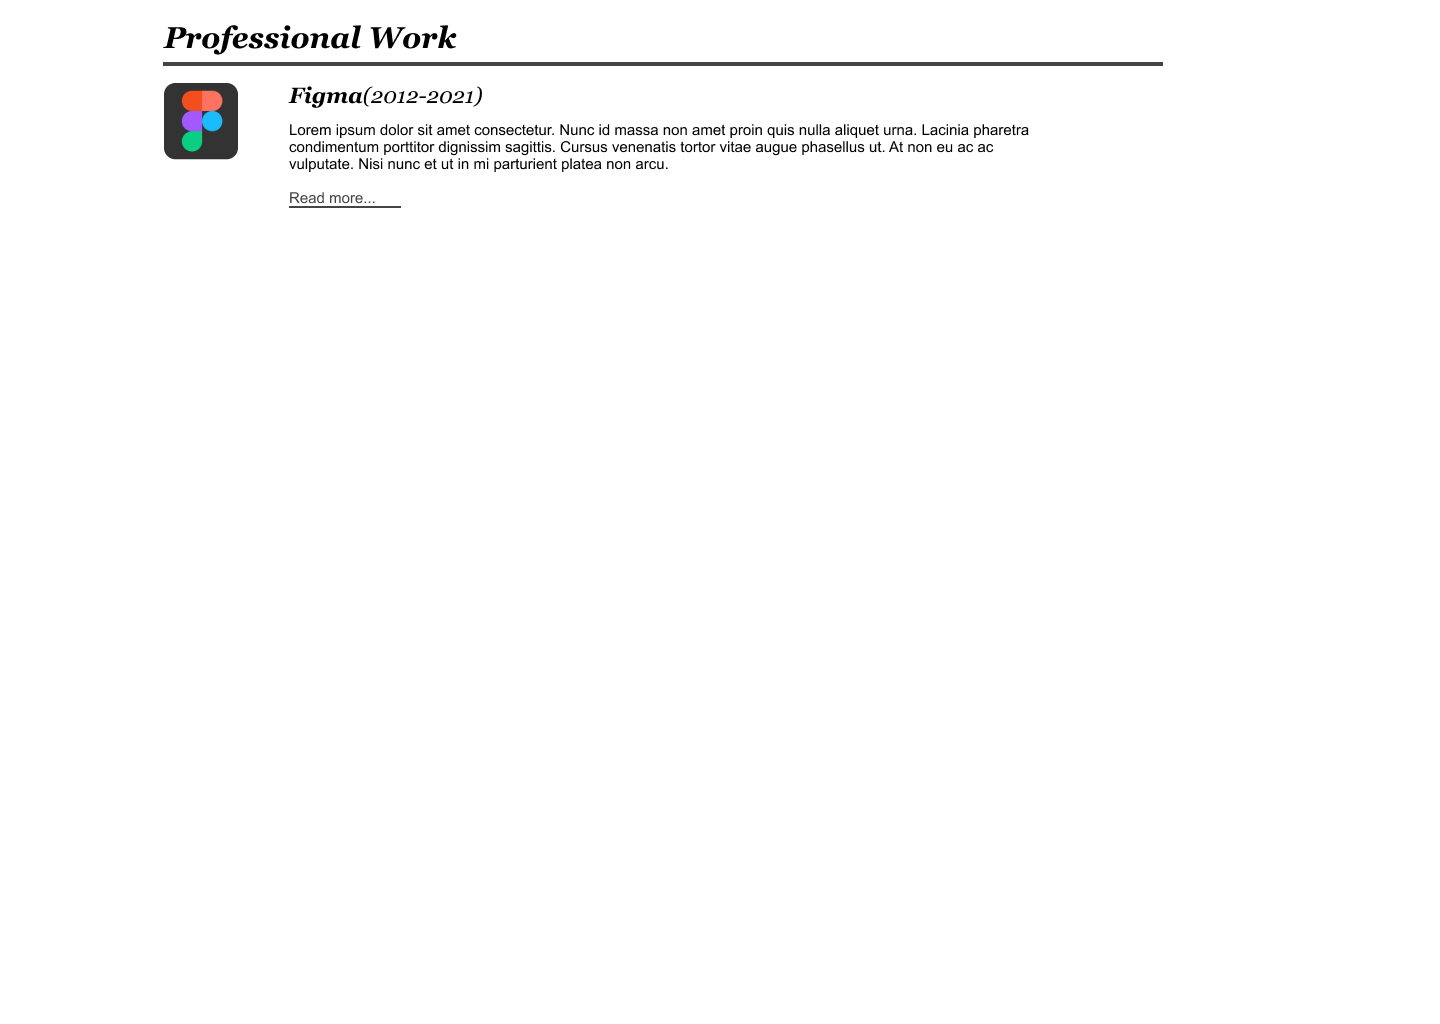 Professional Work
Figma(2012-2021)
Lorem ipsum dolor sit amet consectetur. Nunc id massa non amet proin quis nulla aliquet urna. Lacinia pharetra
condimentum porttitor dignissim sagittis. Cursus venenatis tortor vitae augue phasellus ut. At non eu ac ac
vulputate. Nisi nunc et ut in mi parturient platea non arcu.
Read more...